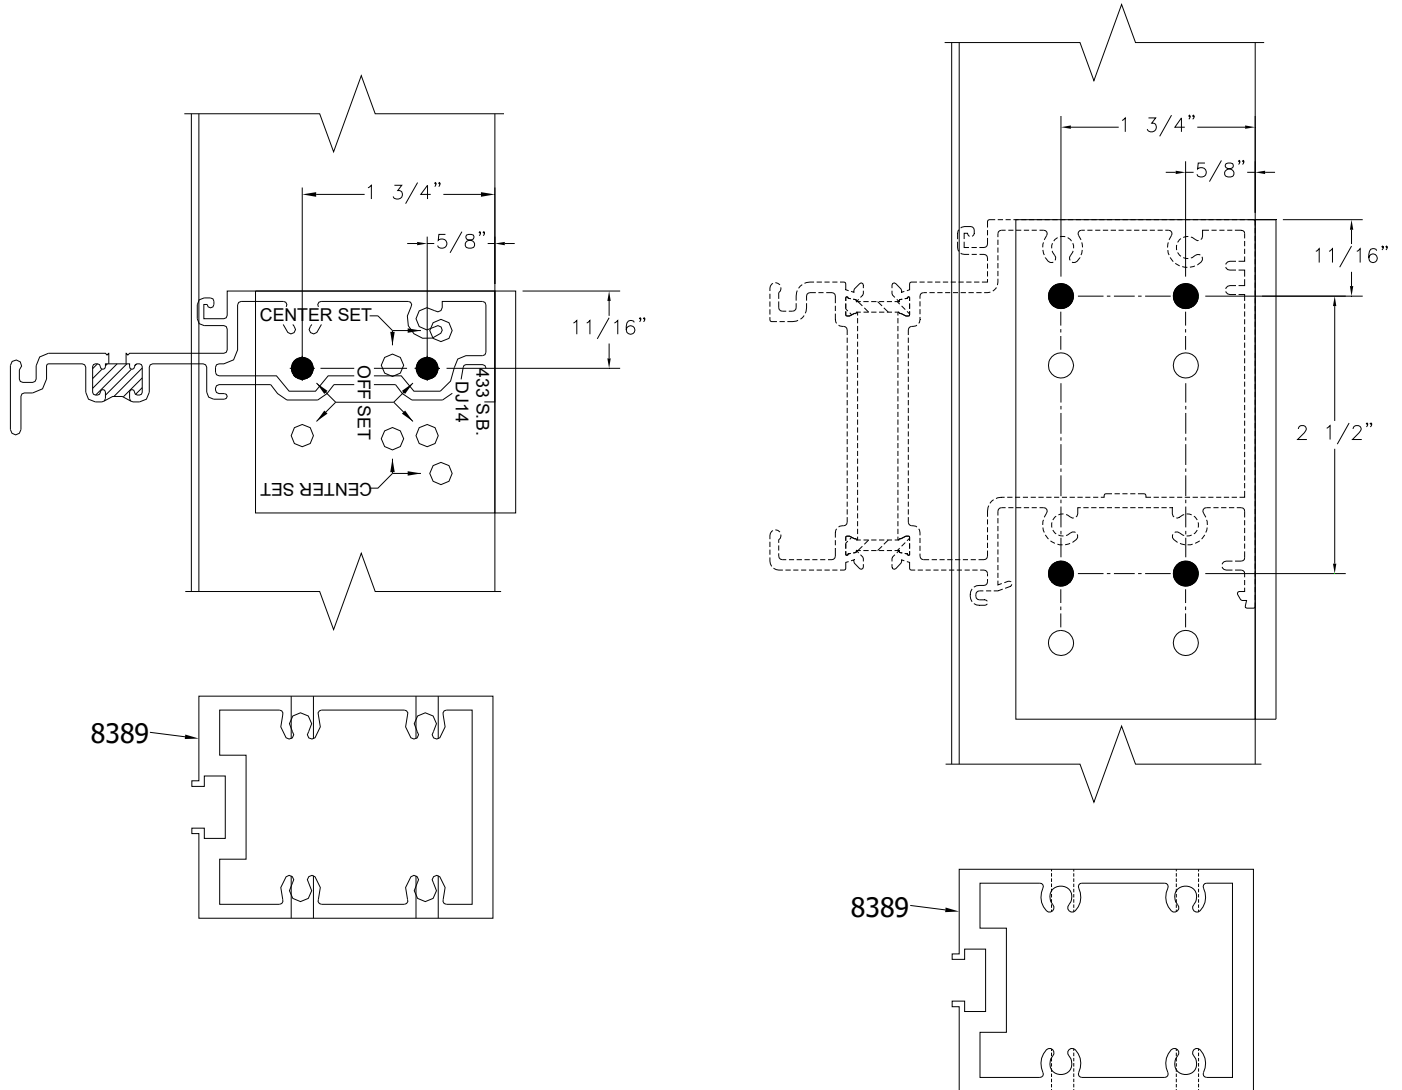 1 3/4”
5/8”
CENTER SET
11/16”
OFF SET
433 S.B.
DJ14
CENTER SET
8389
1 3/4”
5/8”
11/16”
2 1/2”
8389